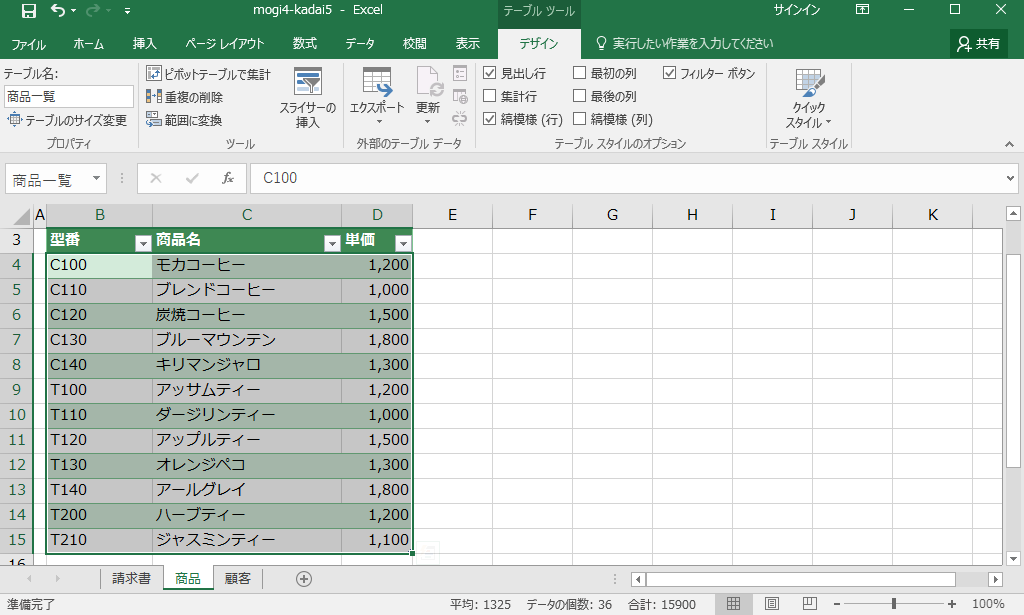 mogi4-kadai5 - Excel
テーブル ツール
サインイン
ファイル ホーム 挿入 ページ レイアウト 数式 データ 校閲 表示 デザイン 実行したい作業を入力してください 共有
テーブル名:
商品一覧
テーブルのサイズ変更
プロパティ
ピボットテーブルで集計
重複の削除
範囲に変換
スライサーの
挿入
ツール
エクスポート
更新
外部のテーブル データ
見出し行
集計行
縞模様 (行)
最初の列
最後の列
縞模様 (列)
フィルター ボタン
テーブル スタイルのオプション
クイック
スタイル
テーブル スタイル
商品一覧 fx C100
A B C D E F G H I J K
3 型番 商品名 単価
4 C100 モカコーヒー 1,200
5 C110 ブレンドコーヒー 1,000
6 C120 炭焼コーヒー 1,500
7 C130 ブルーマウンテン 1,800
8 C140 キリマンジャロ 1,300
9 T100 アッサムティー 1,200
10 T110 ダージリンティー 1,000
11 T120 アップルティー 1,500
12 T130 オレンジペコ 1,300
13 T140 アールグレイ 1,800
14 T200 ハーブティー 1,200
15 T210 ジャスミンティー 1,100
16
請求書 商品 顧客
準備完了 平均: 1325 データの個数: 36 合計: 15900 100%